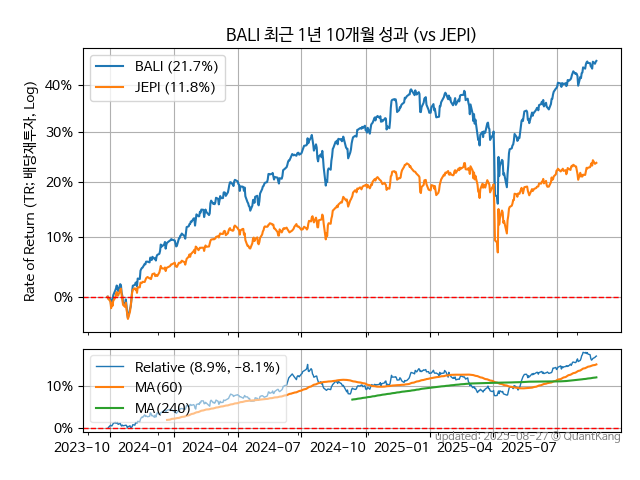 BALI 최근 1년 10개월 성과 (vs JEPI)
BALI (21.7%)
JEPI (11.8%)
Rate of Return (TR: 배당재투자, Log)
40%
30%
20%
10%
0%
Relative (8.9%, -8.1%)
MA(60)
MA(240)
10%
0%
2023-10 2024-01 2024-04 2024-07 2024-10 2025-01 2025-04 2025-07
updated: 2025-08-27 © QuantKang